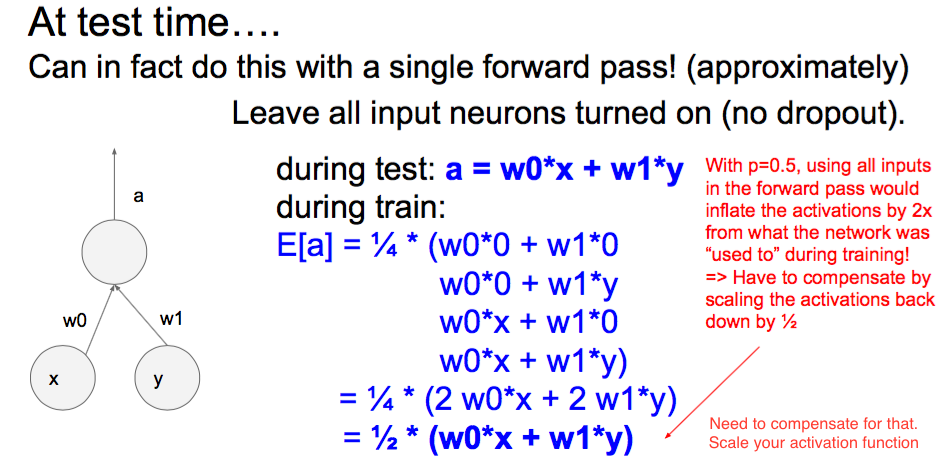 At test time….
Can in fact do this with a single forward pass! (approximately)
Leave all input neurons turned on (no dropout).
a
w0
w1
x
y
during test: a = w0*x + w1*y
during train:
E[a] = ¼ * (w0*0 + w1*0
w0*0 + w1*y
w0*x + w1*0
w0*x + w1*y)
= ¼ * (2 w0*x + 2 w1*y)
= ½ * (w0*x + w1*y)
With p=0.5, using all inputs
in the forward pass would
inflate the activations by 2x
from what the network was
“used to” during training!
=> Have to compensate by
scaling the activations back
down by ½
Need to compensate for that.
Scale your activation function